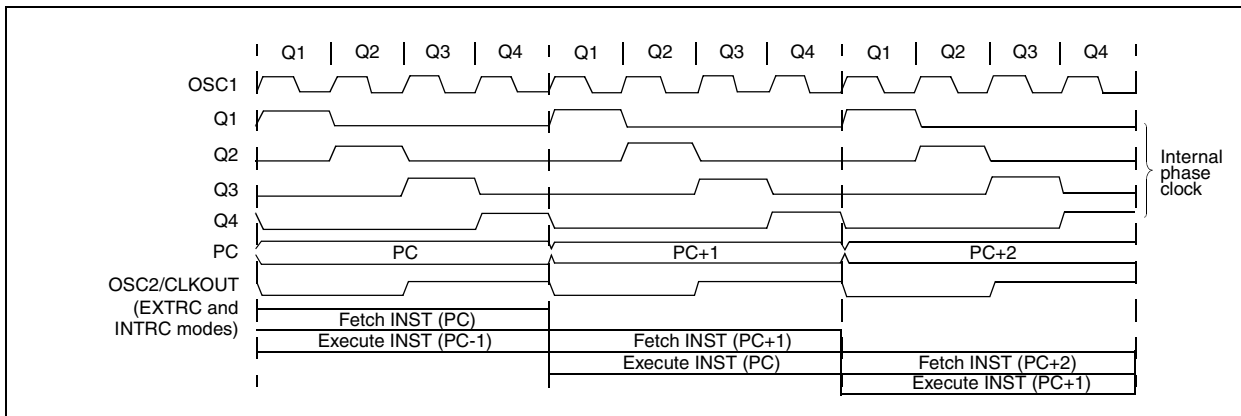 Q1 Q2 Q3 Q4 Q1 Q2 Q3 Q4 Q1 Q2 Q3 Q4
OSC1
Q1
Q2
Q3
Q4
PC
PC PC+1 PC+2
OSC2/CLKOUT
(EXTRC and
INTRC modes)
Internal
phase
clock
Fetch INST (PC)
Execute INST (PC-1) Fetch INST (PC+1)
Execute INST (PC) Fetch INST (PC+2)
Execute INST (PC+1)